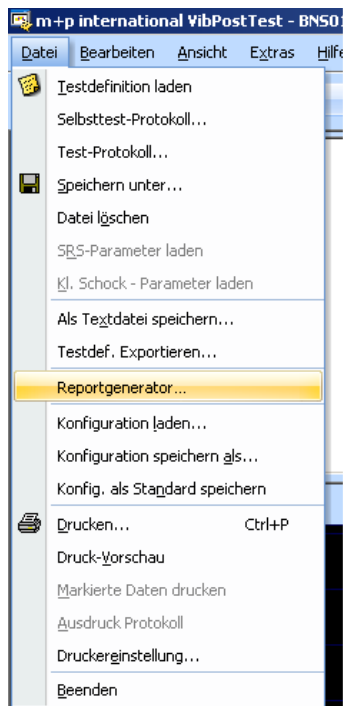 m+p international VibPostTest - BNS01
Datei Bearbeiten Ansicht Extras Hilfe
Testdefinition laden
Selbsttest-Protokoll...
Test-Protokoll...
Speichern unter...
Datei löschen
SRS-Parameter laden
Kl. Schock - Parameter laden
Als Textdatei speichern...
Testdef. Exportieren...
Reportgenerator...
Konfiguration laden...
Konfiguration speichern als...
Konfig. als Standard speichern
Drucken... Ctrl+P
Druck-Vorschau
Markierte Daten drucken
Ausdruck Protokoll
Druckereinstellung...
Beenden